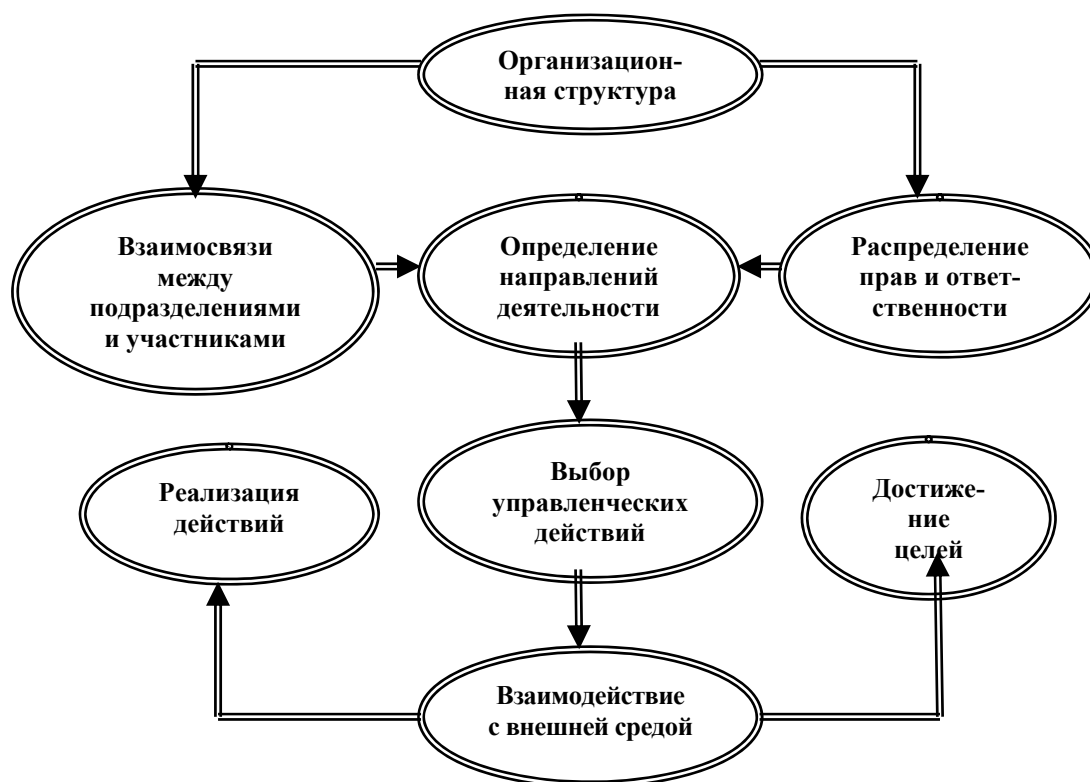 Организацион-
ная структура
Взаимосвязи
между
подразделениями
и участниками
Определение
направлений
деятельности
Распределение
прав и ответ-
ственности
Реализация
действий
Выбор
управленческих
действий
Достиже-
ние
целей
Взаимодействие
с внешней средой